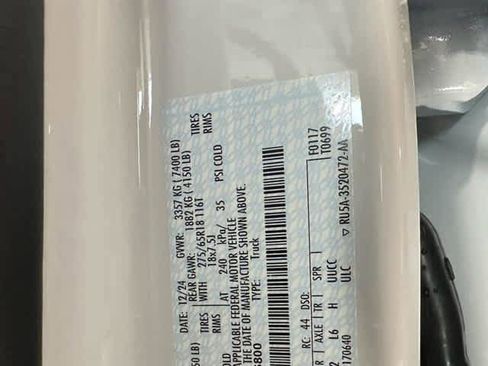 DATE: 12/24 GVWR: 3357 KG ( 7400 LB)
50 LB) REAR GAWR: 1882 KG ( 4150 LB)
TIRES WITH 275/65R18 116T TIRES
RIMS 18x7.5J RIMS
OLD AT 240 kPa/ 35 PSI COLD
APPLICABLE FEDERAL MOTOR VEHICLE
THE DATE OF MANUFACTURE SHOWN ABOVE.
TYPE: Truck
F0117
T0699
RC: 44 DSO:
AXLE TR SPR
L6 H UUCC
170640 ULC
▽ RU5A-3520472-AA